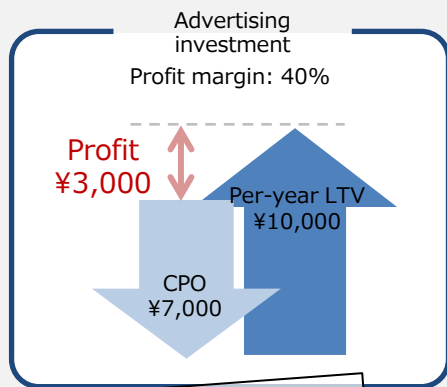 Advertising
investment
Profit margin: 40%
Profit
¥3,000
Per-year LTV
¥10,000
CPO
¥7,000